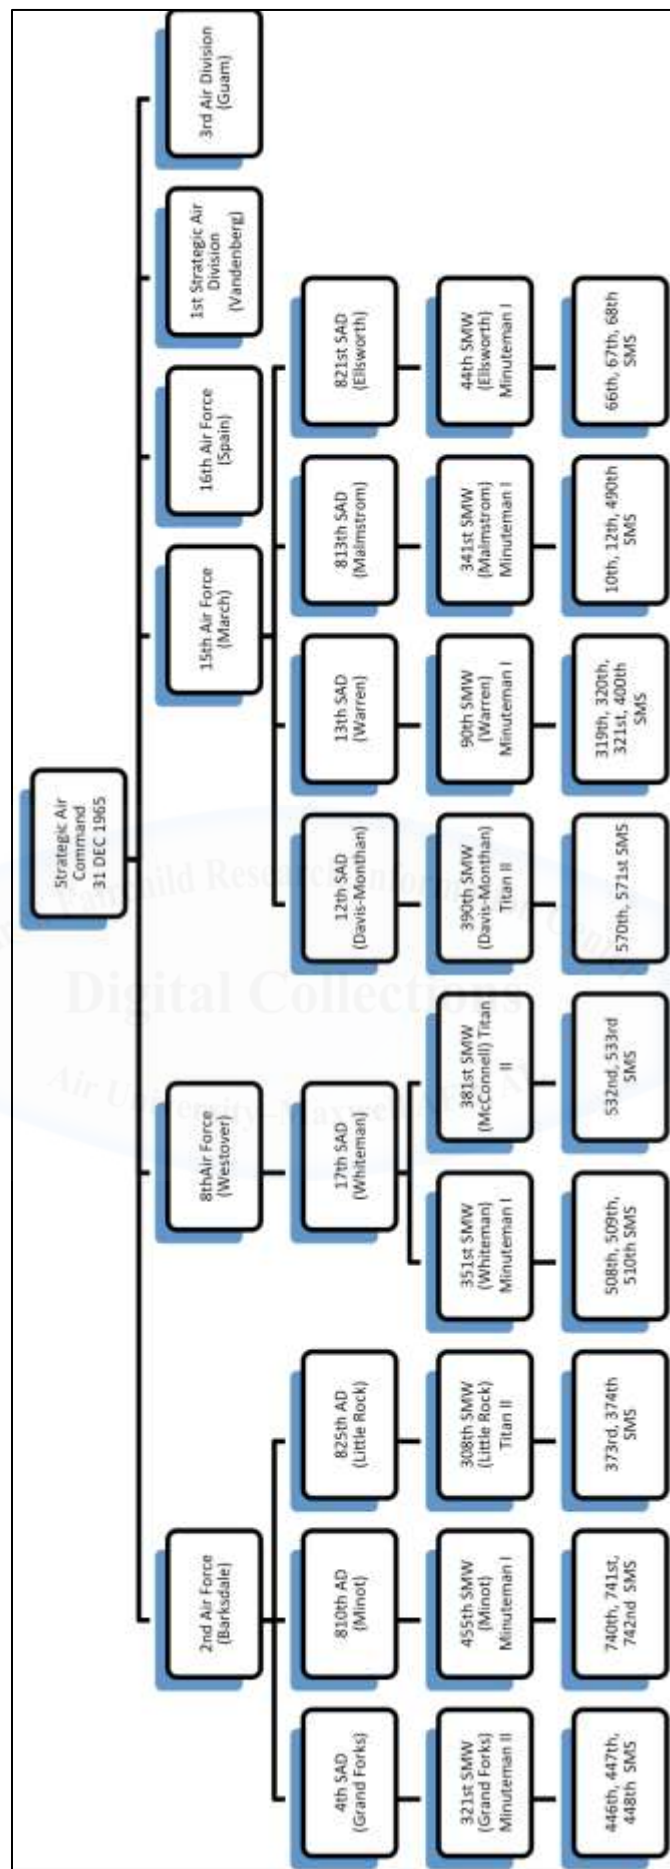 Strategic Air
Command
31 DEC 1965
2nd Air Force
(Barksdale)
8thAir Force
(Westover)
15th Air Force
(March)
16th Air Force
(Spain)
1st Strategic Air
Division
(Vandenberg)
3rd Air Division
(Guam)
4th SAD
(Grand Forks)
810th AD
(Minot)
825th AD
(Little Rock)
17th SAD
(Whiteman)
12th SAD
(Davis-Monthan)
13th SAD
(Warren)
813th SAD
(Malmstrom)
821st SAD
(Ellsworth)
321st SMW
(Grand Forks)
Minuteman II
455th SMW
(Minot)
Minuteman I
308th SMW
(Little Rock)
Titan II
351st SMW
(Whiteman)
Minuteman I
381st SMW
(McConnell) Titan
II
390th SMW
(Davis-Monthan)
Titan II
90th SMW
(Warren)
Minuteman I
341st SMW
(Malmstrom)
Minuteman I
44th SMW
(Ellsworth)
Minuteman I
446th, 447th,
448th SMS
740th, 741st,
742nd SMS
373rd, 374th
SMS
508th, 509th,
510th SMS
532nd, 533rd
SMS
570th, 571st SMS
319th, 320th,
321st, 400th
SMS
10th, 12th, 490th
SMS
66th, 67th, 68th
SMS
Fairchild Research Information Center
Digital Collections
Air University